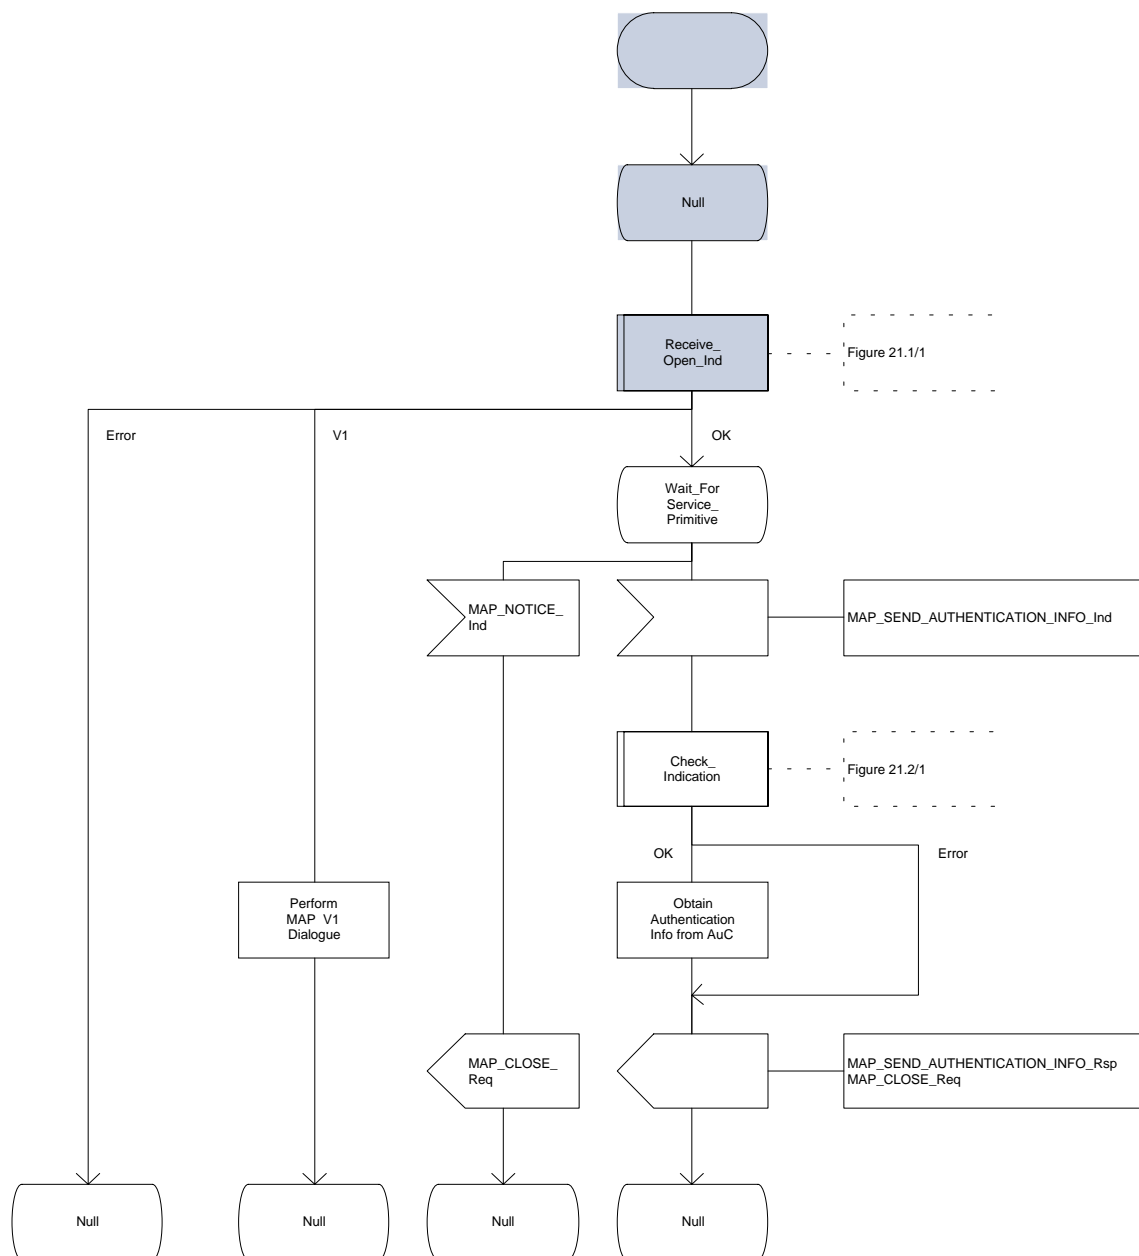 Null
Receive_
Open_Ind
Figure 21.1/1
Error
V1
OK
Wait_For
Service_
Primitive
MAP_NOTICE_
Ind
MAP_SEND_AUTHENTICATION_INFO_Ind
Check_
Indication
Figure 21.2/1
OK
Error
Perform
MAP V1
Dialogue
Obtain
Authentication
Info from AuC
MAP_CLOSE_
Req
MAP_SEND_AUTHENTICATION_INFO_Rsp
MAP_CLOSE_Req
Null
Null
Null
Null